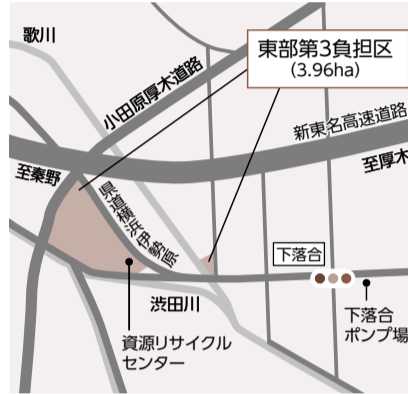 歌川
東部第3負担区
(3.96ha)
小田原厚木道路
新東名高速道路
至厚木
至秦野
県道横浜伊勢原
下落合
渋田川
資源リサイクル
センター
下落合
ポンプ場